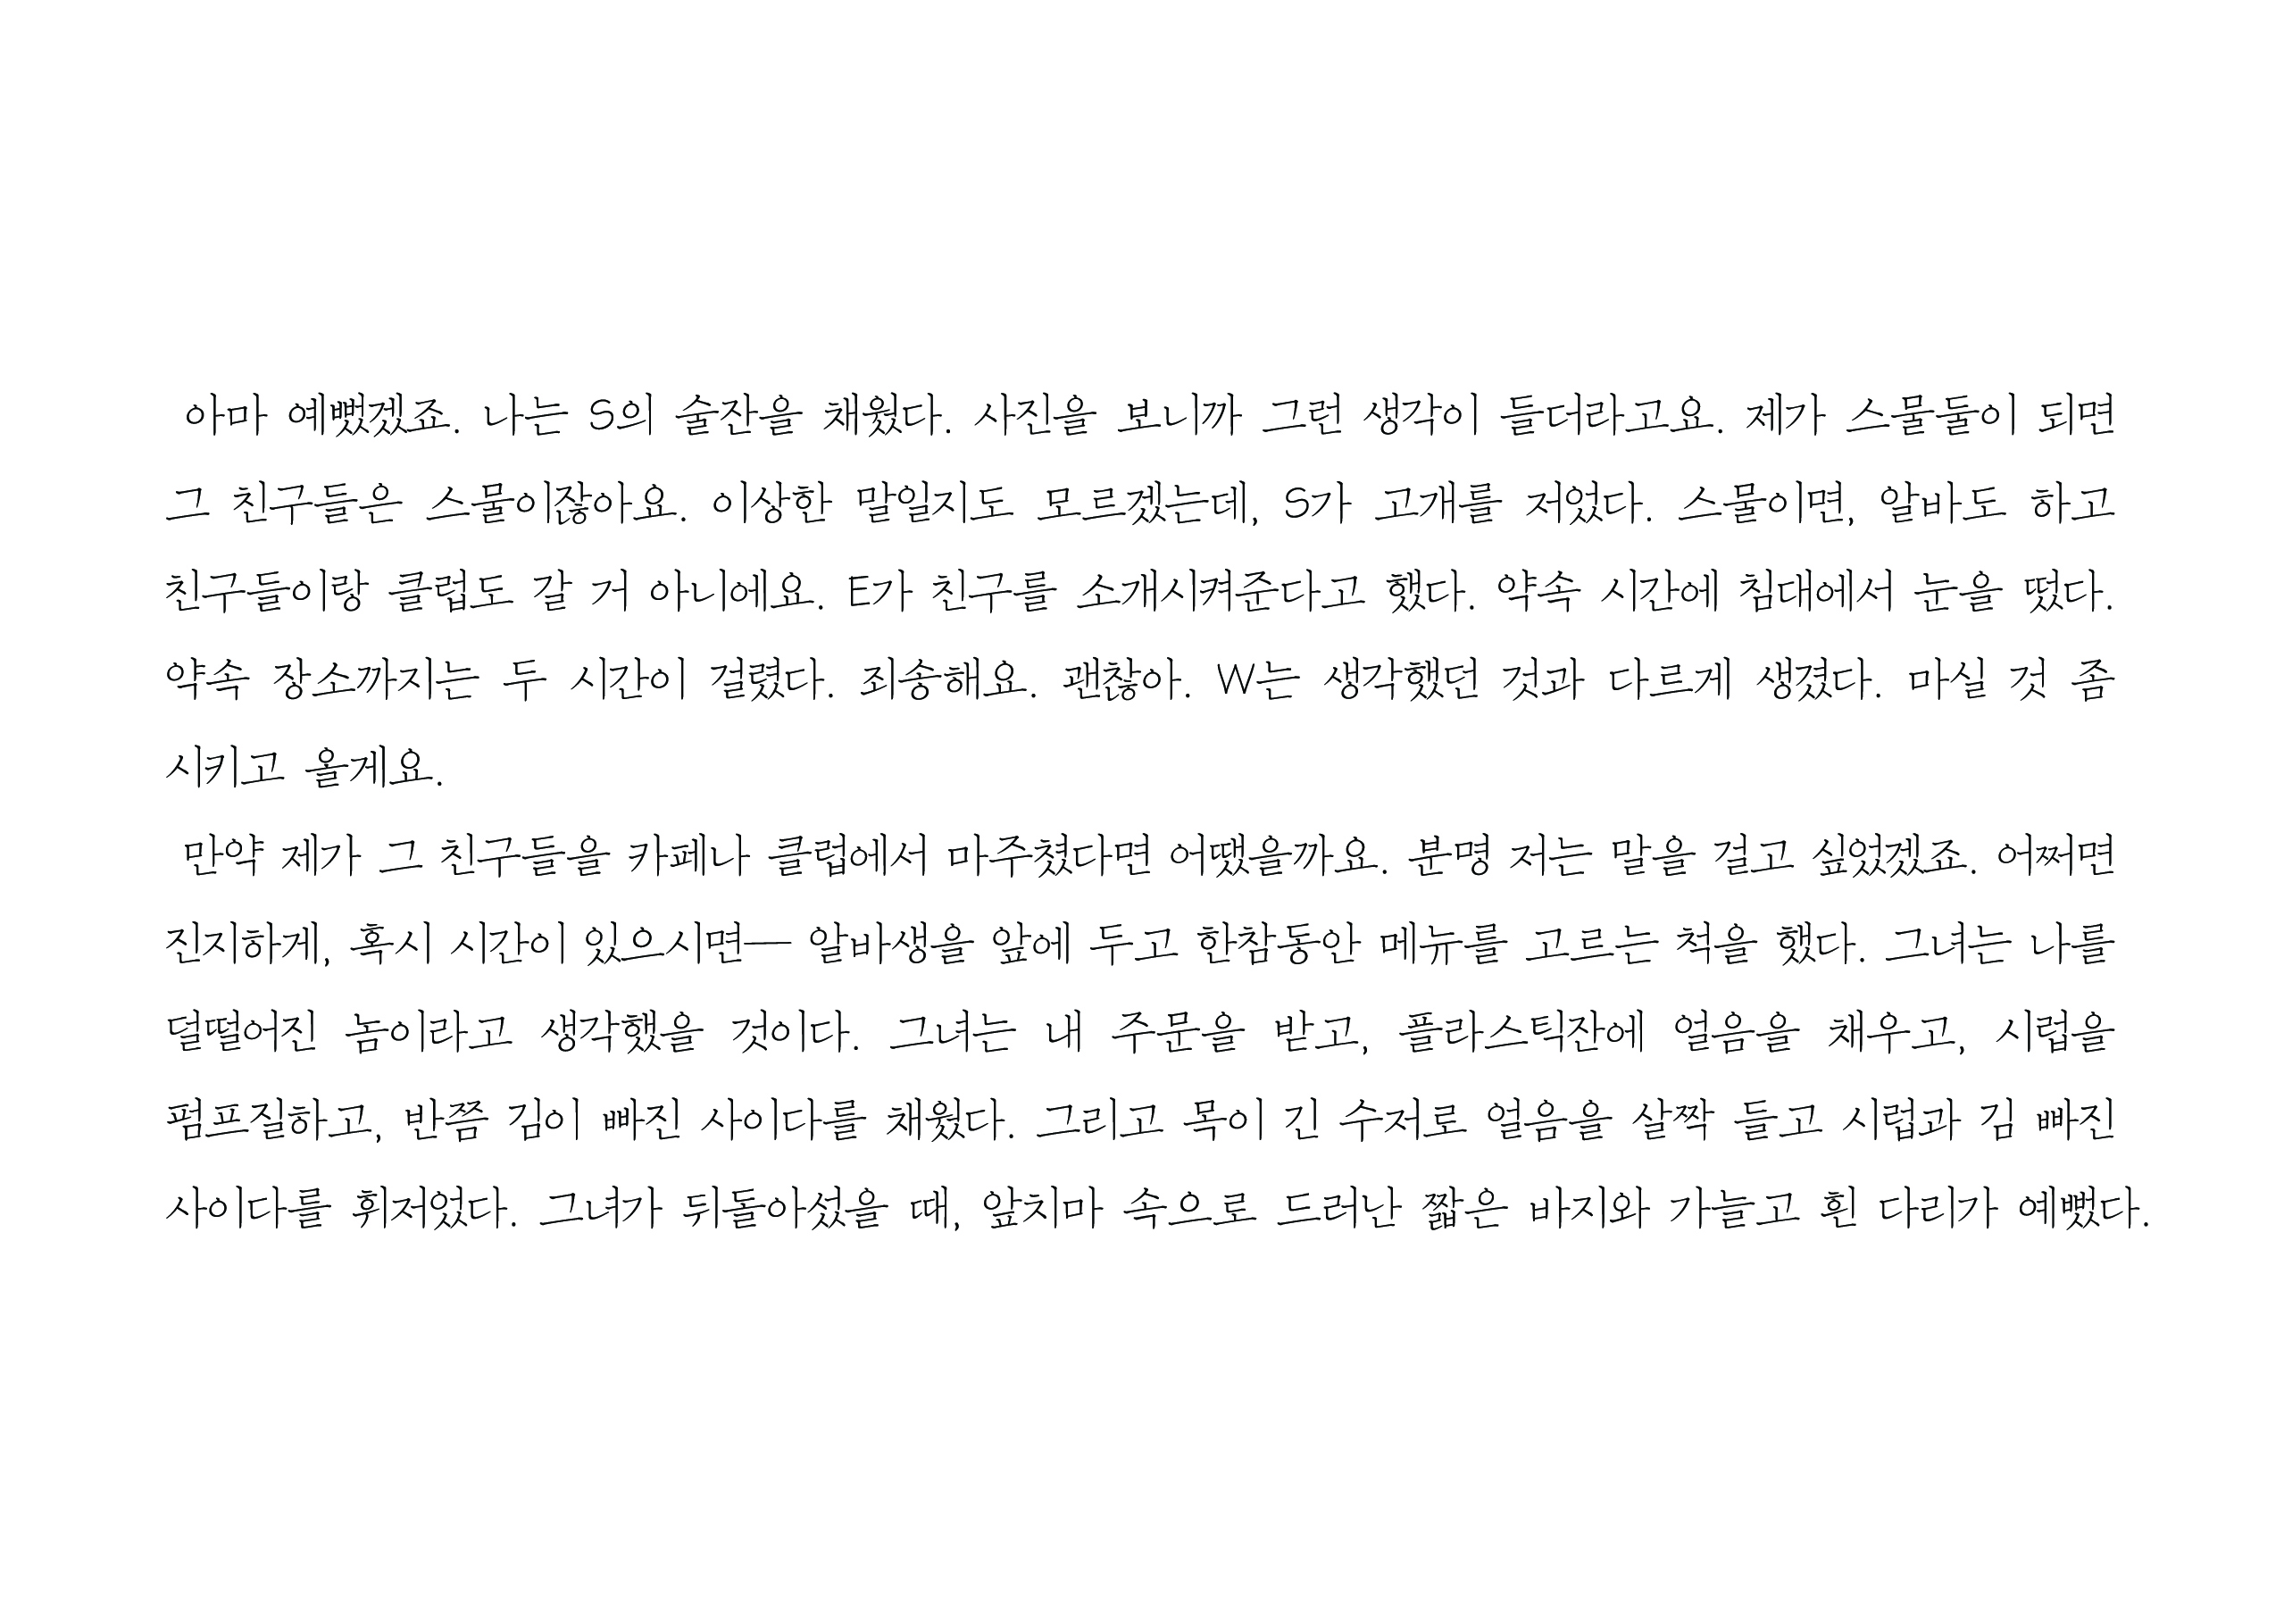 아마 예뻤겠죠. 나는 S의 술잔을 채웠다. 사진을 보니까 그런 생각이 들더라고요. 제가 스물둘이 되면
그 친구들은 스물이잖아요. 이상한 말일지도 모르겠는데, S가 고개를 저었다. 스물이면, 알바도 하고
친구들이랑 클럽도 갈 거 아니에요. E가 친구를 소개시켜준다고 했다. 약속 시간에 침대에서 눈을 떴다.
약속 장소까지는 두 시간이 걸렸다. 죄송해요. 괜찮아. W는 생각했던 것과 다르게 생겼다. 마실 것 좀
시키고 올게요.
만약 제가 그 친구들을 카페나 클럽에서 마주쳤다면 어땠을까요. 분명 저는 말을 걸고 싶었겠죠. 어쩌면
진지하게, 혹시 시간이 있으시면— 알바생을 앞에 두고 한참동안 메뉴를 고르는 척을 했다. 그녀는 나를
덜떨어진 놈이라고 생각했을 것이다. 그녀는 내 주문을 받고, 플라스틱잔에 얼음을 채우고, 시럽을
펌프질하고, 반쯤 김이 빠진 사이다를 채웠다. 그리고 목이 긴 수저로 얼음을 살짝 들고 시럽과 김 빠진
사이다를 휘저었다. 그녀가 뒤돌아섰을 때, 앞치마 속으로 드러난 짧은 바지와 가늘고 흰 다리가 예뻤다.